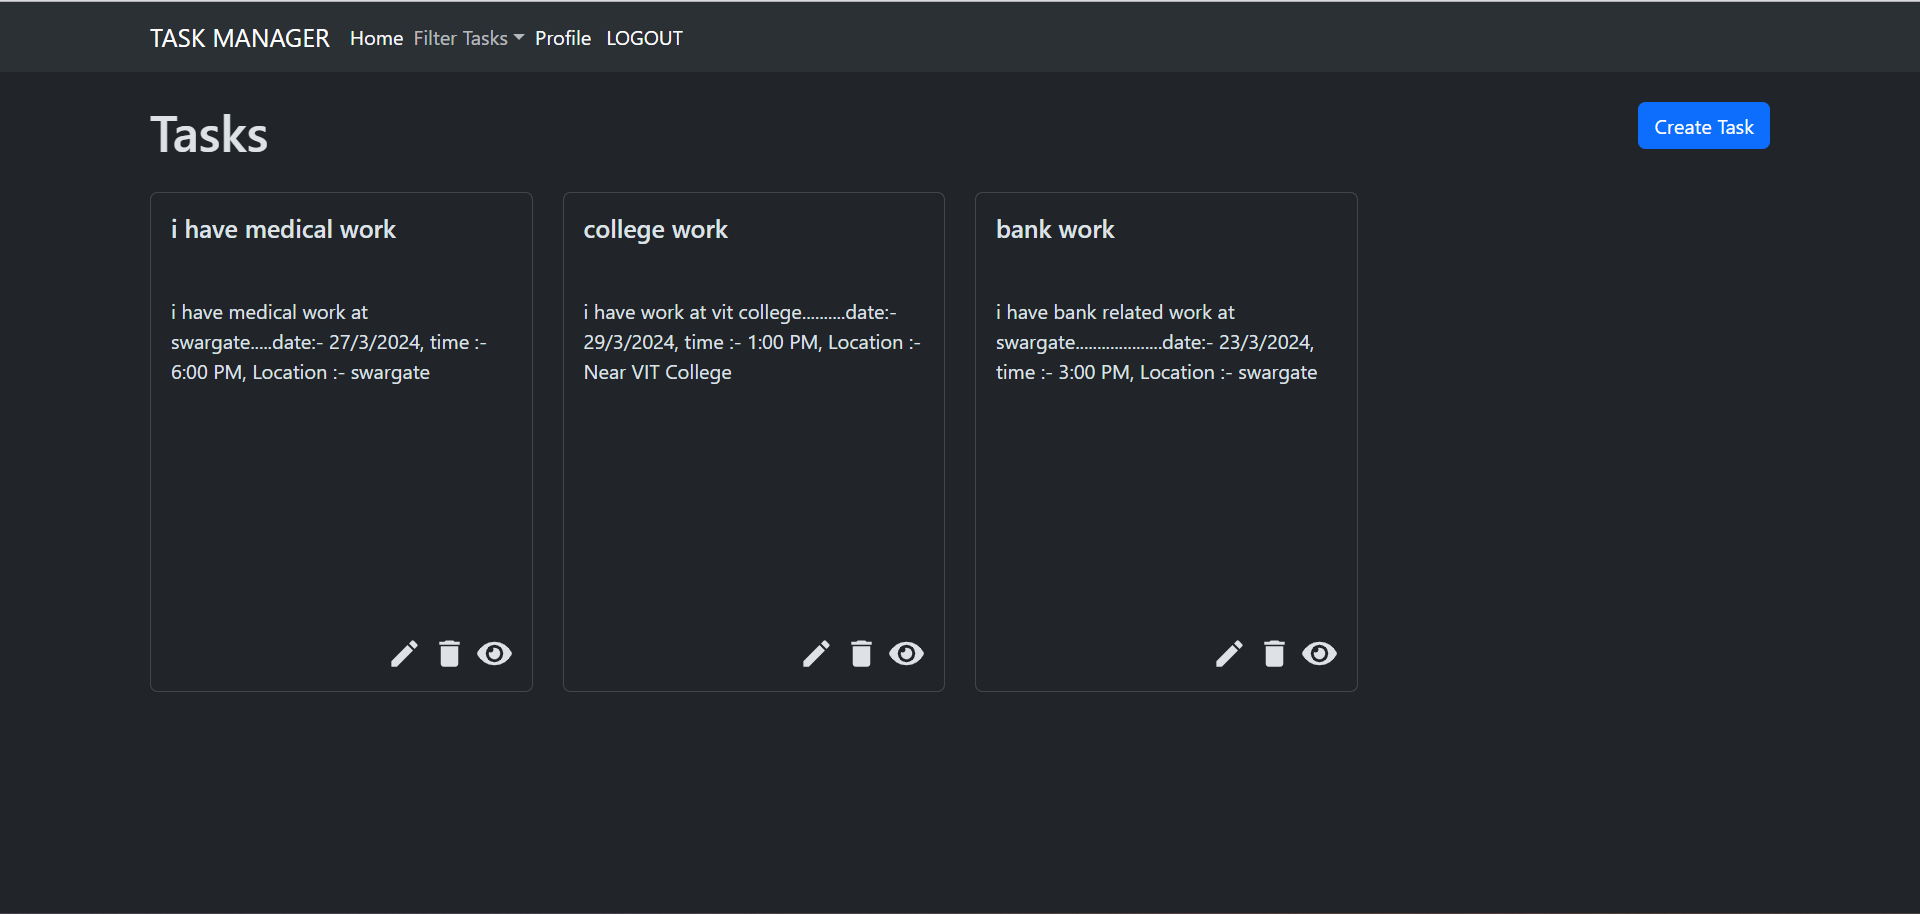 TASK MANAGER Home Filter Tasks Profile LOGOUT
Tasks
Create Task
i have medical work
i have medical work at
swargate.....date:- 27/3/2024, time :-
6:00 PM, Location :- swargate
college work
i have work at vit college..........date:-
29/3/2024, time :- 1:00 PM, Location :-
Near VIT College
bank work
i have bank related work at
swargate....................date:- 23/3/2024,
time :- 3:00 PM, Location :- swargate